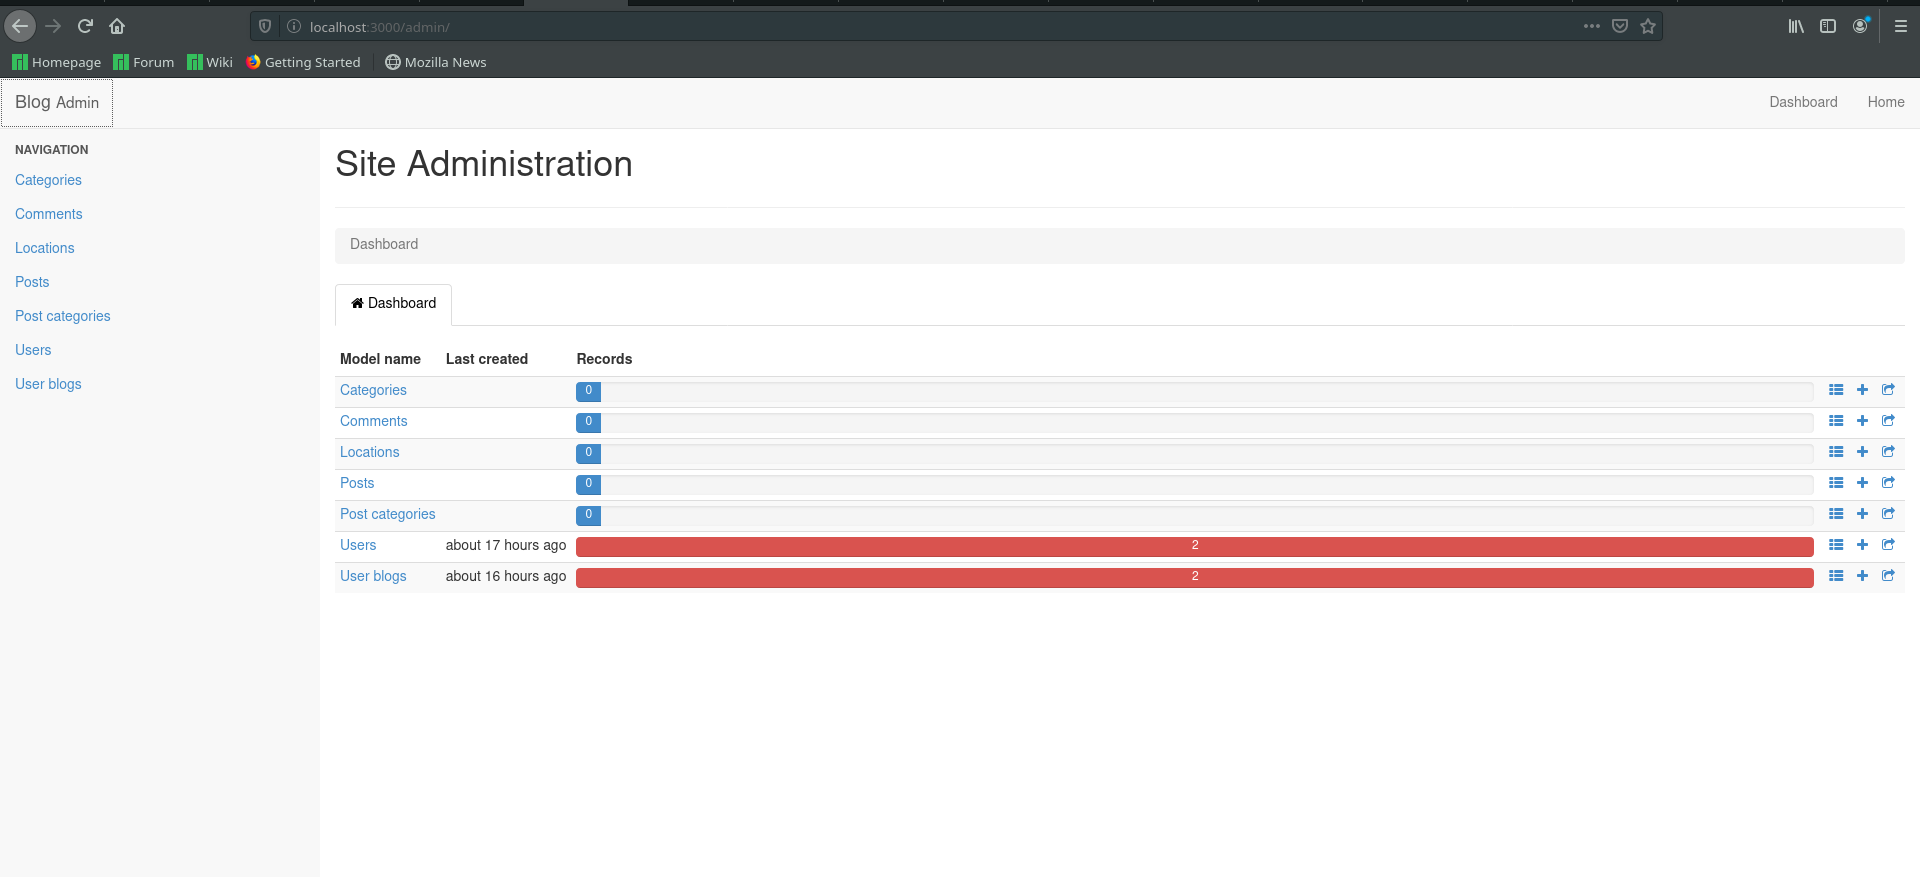 localhost:3000/admin/
Homepage Forum Wiki Getting Started Mozilla News
Blog Admin Dashboard Home
NAVIGATION
Categories
Comments
Locations
Posts
Post categories
Users
User blogs
Site Administration
Dashboard
Dashboard
Model name Last created Records
Categories 0
Comments 0
Locations 0
Posts 0
Post categories 0
Users about 17 hours ago 2
User blogs about 16 hours ago 2